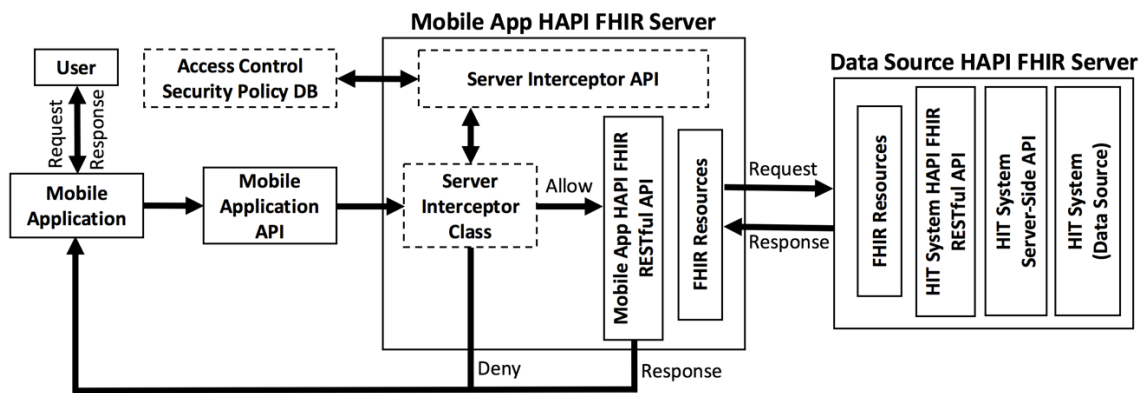 Mobile App HAPI FHIR Server
Data Source HAPI FHIR Server
User
Request
Response
Access Control
Security Policy DB
Server Interceptor API
Mobile
Application
Mobile
Application
API
Server
Interceptor
Class
Allow
Mobile App HAPI FHIR
RESTful API
FHIR Resources
Request
Response
FHIR Resources
HIT System HAPI FHIR
RESTful API
HIT System
Server-Side API
HIT System
(Data Source)
Deny
Response